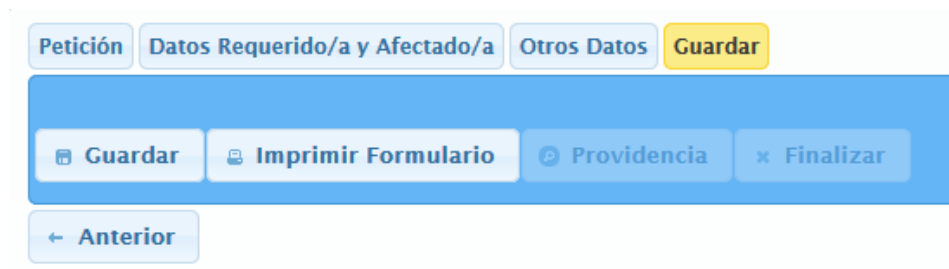 Petición Datos Requerido/a y Afectado/a Otros Datos Guardar
Guardar Imprimir Formulario Providencia Finalizar
Anterior